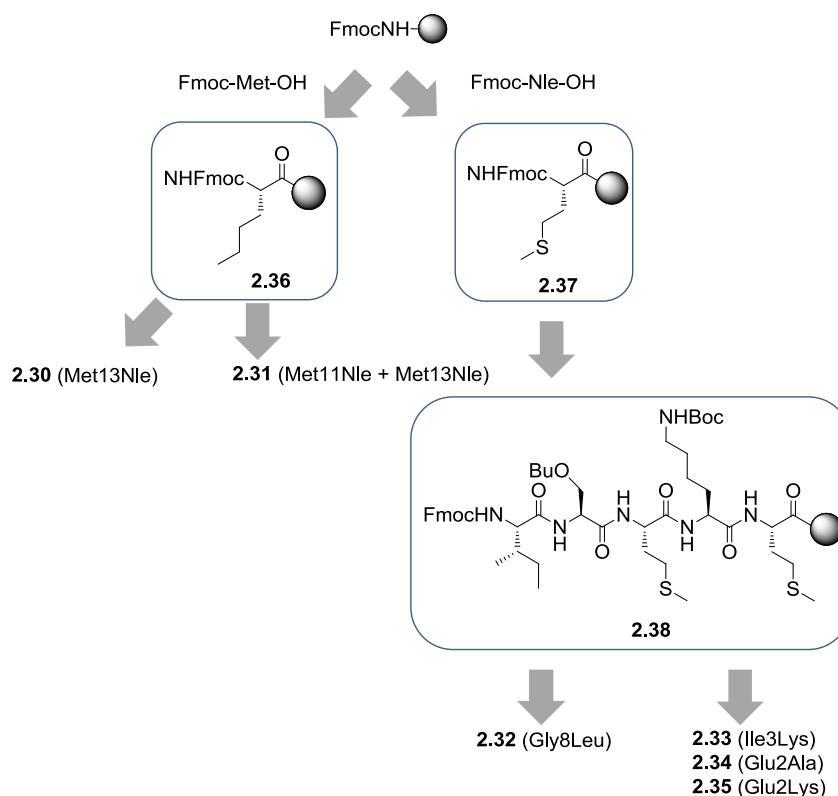 FmocNH
Fmoc-Met-OH
Fmoc-Nle-OH
NHFmoc
O
2.36
NHFmoc
O
S
2.37
2.30 (Met13Nle)
2.31 (Met11Nle + Met13Nle)
NHBoc
BuO
FmocHN
O
N
H
O
H
N
O
N
H
O
H
N
O
S
S
2.38
2.32 (Gly8Leu)
2.33 (Ile3Lys)
2.34 (Glu2Ala)
2.35 (Glu2Lys)